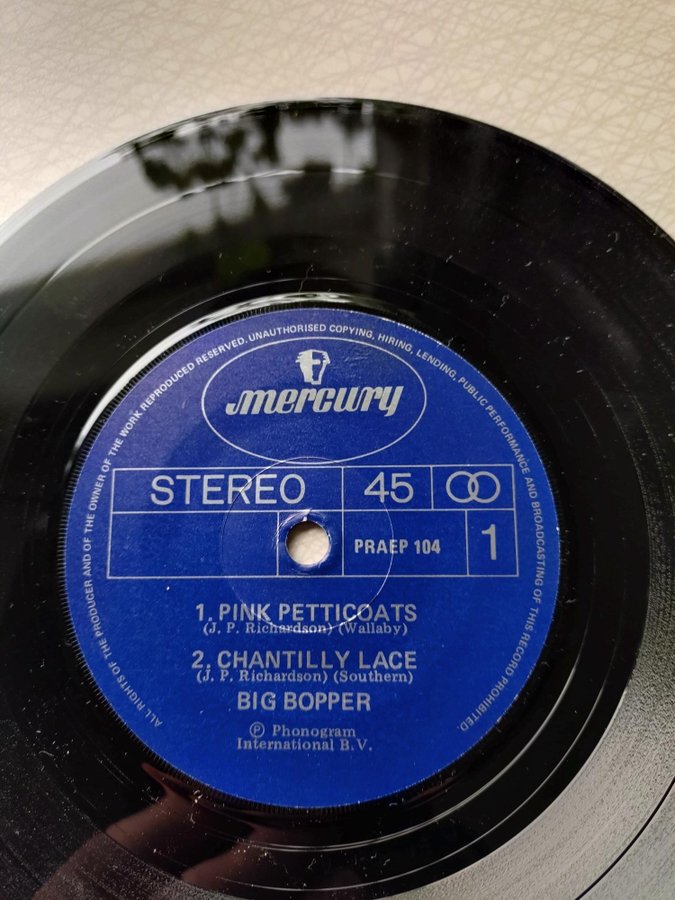 ALL RIGHTS OF THE PRODUCER AND OF THE OWNER OF THE WORK REPRODUCED RESERVED. UNAUTHORISED COPYING, HIRING, LENDING, PUBLIC PERFORMANCE AND BROADCASTING OF THIS RECORD PROHIBITED.
mercury
STEREO 45
PRAEP 104 1
1. PINK PETTICOATS
(J. P. Richardson) (Wallaby)
2. CHANTILLY LACE
(J. P. Richardson) (Southern)
BIG BOPPER
Ⓟ Phonogram
International B.V.